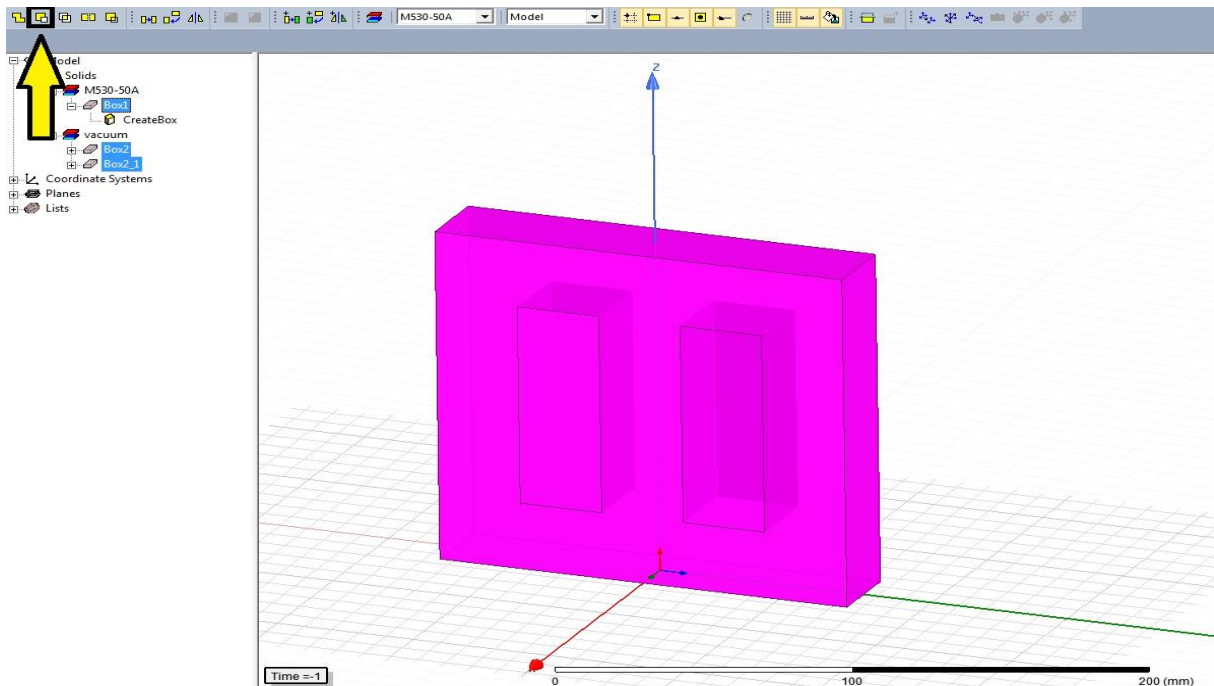 M530-50A Model
Solids
M530-50A
Box1
CreateBox
vacuum
Box2
Box2_1
Coordinate Systems
Planes
Lists
Z
Time =-1
0 100 200 (mm)